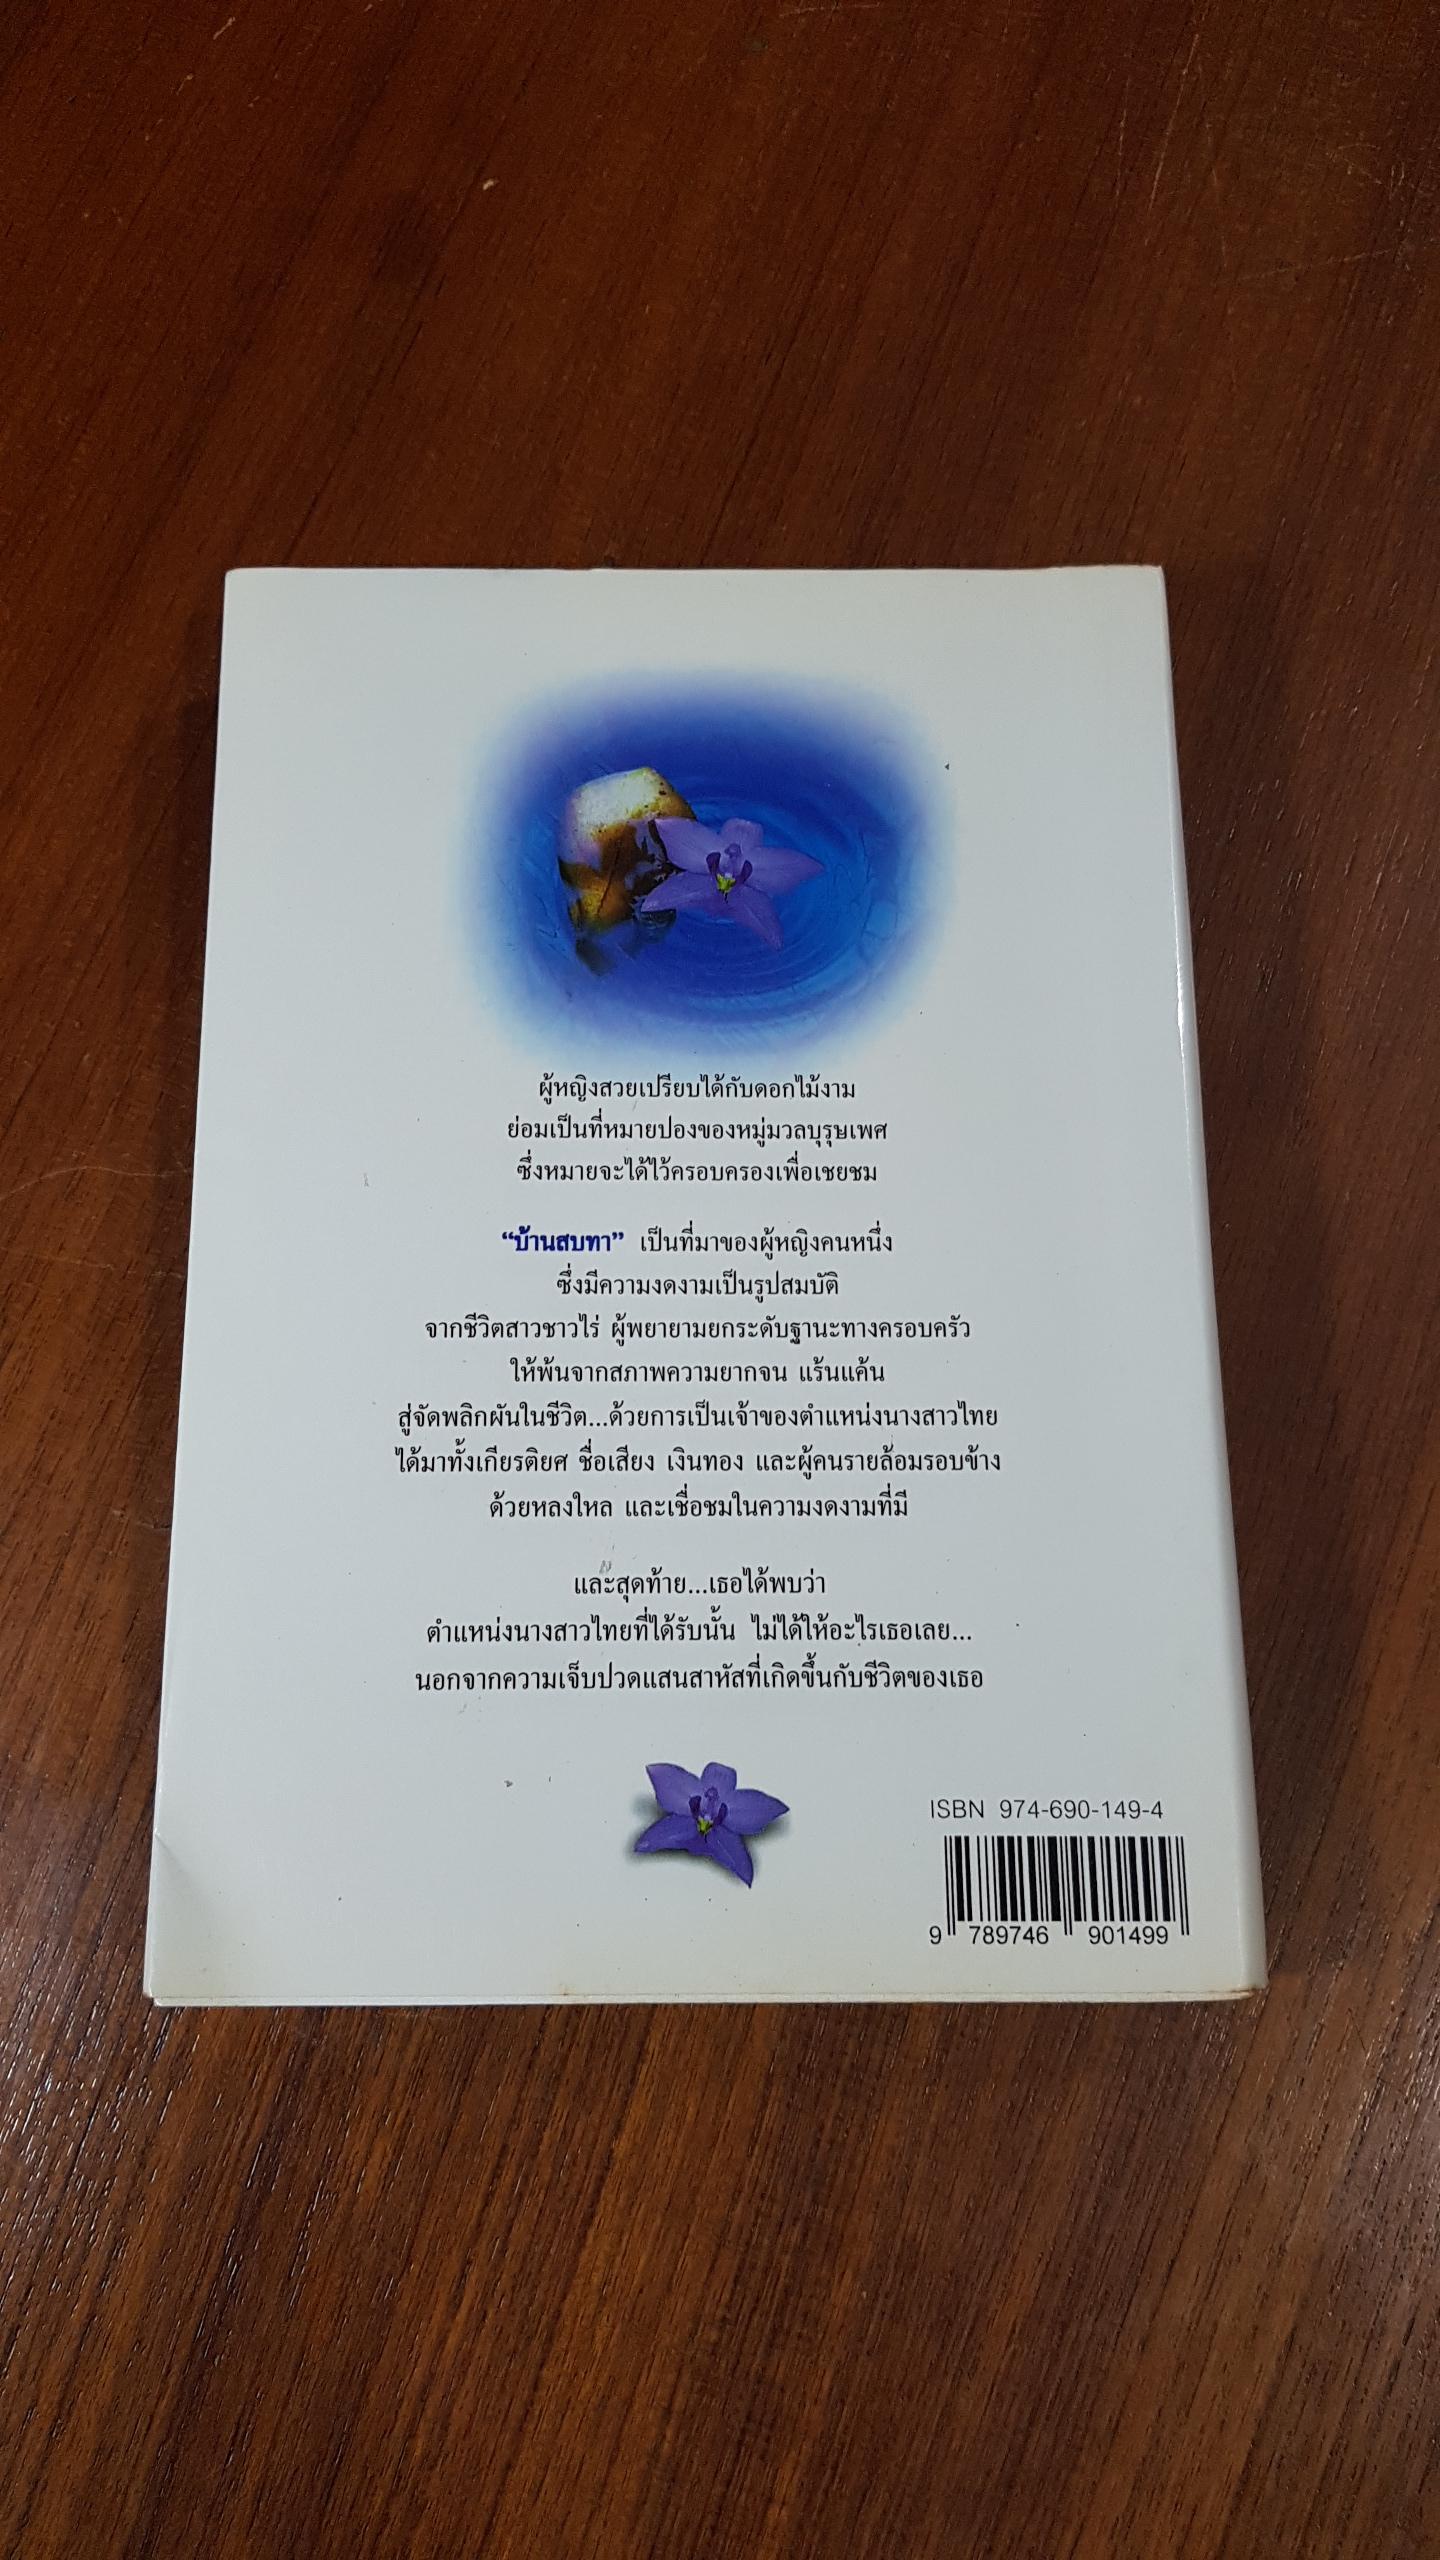 ผู้หญิงสวยเปรียบได้กับดอกไม้งาม
ย่อมเป็นที่หมายปองของหมู่มวลบุรุษเพศ
ซึ่งหมายจะได้ไว้ครอบครองเพื่อเชยชม
“บ้านสบทา” เป็นที่มาของผู้หญิงคนหนึ่ง
ซึ่งมีความงดงามเป็นรูปสมบัติ
จากชีวิตสาวชาวไร่ ผู้พยายามยกระดับฐานะทางครอบครัว
ให้พ้นจากสภาพความยากจน แร้นแค้น
สู่จัดพลิกผันในชีวิต...ด้วยการเป็นเจ้าของตำแหน่งนางสาวไทย
ได้มาทั้งเกียรติยศ ชื่อเสียง เงินทอง และผู้คนรายล้อมรอบข้าง
ด้วยหลงใหล และเชื่อชมในความงดงามที่มี
และสุดท้าย...เธอได้พบว่า
ตำแหน่งนางสาวไทยที่ได้รับนั้น ไม่ได้ให้อะไรเธอเลย...
นอกจากความเจ็บปวดแสนสาหัสที่เกิดขึ้นกับชีวิตของเธอ
ISBN 974-690-149-4
9 789746 901499